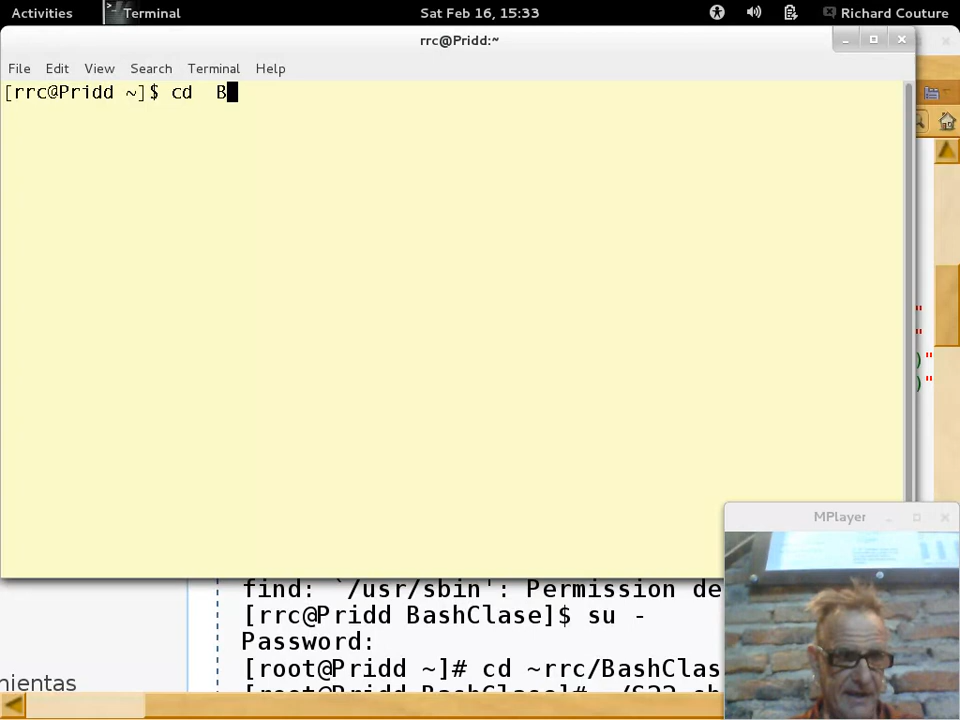 Activities Terminal Sat Feb 16, 15:33 Richard Couture
rrc@Pridd:~
File Edit View Search Terminal Help
[rrc@Pridd ~]$ cd  B
"
"
)"
)"
MPlayer
find: `/usr/sbin': Permission de
[rrc@Pridd BashClase]$ su -
Password:
[root@Pridd ~]# cd ~rrc/BashClas
nientas